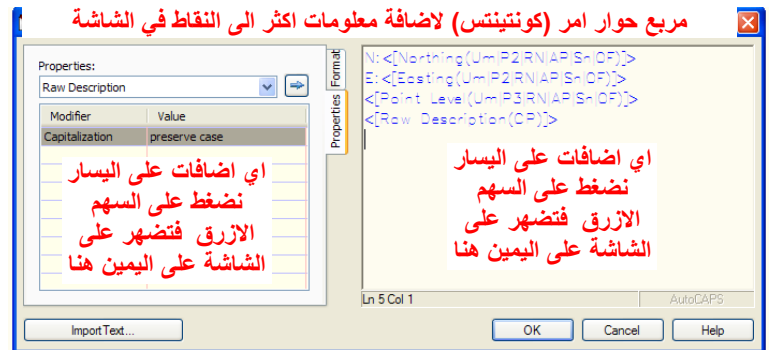 مربع حوار امر (كونتينتس) لاضافة معلومات اكثر الى النقاط في الشاشة
Properties:
Raw Description
Modifier Value
Capitalization preserve case
Format
Properties
اي اضافات على اليسار
نضغط على السهم
الازرق فتضهر على
الشاشة على اليمين هنا
N:<[Northing(Um|P2|RN|AP|Sn|OF)]>
E:<[Easting(Um|P2|RN|AP|Sn|OF)]>
<[Point Level(Um|P3|RN|AP|Sn|OF)]>
<[Raw Description(CP)]>
اي اضافات على اليسار
نضغط على السهم
الازرق فتضهر على
الشاشة على اليمين هنا
Ln 5 Col 1 AutoCAPS
Import Text... OK Cancel Help